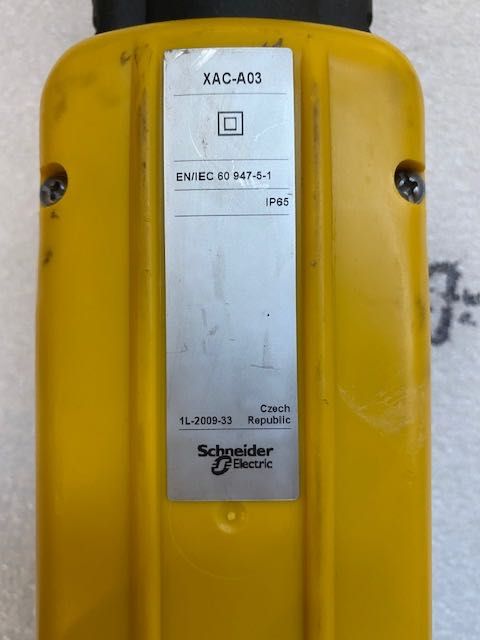 XAC-A03
EN/IEC 60 947-5-1
IP65
Czech
1L-2009-33 Republic
Schneider
Electric